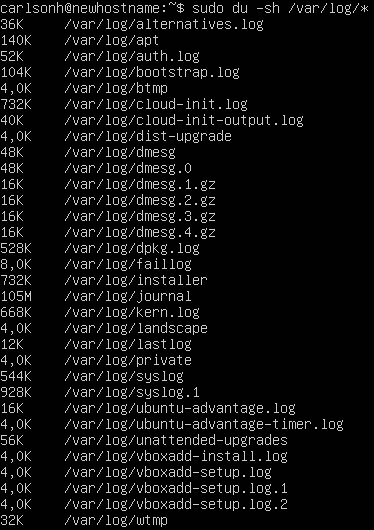 carlsonh@newhostname:~$ sudo du -sh /var/log/*
36K /var/log/alternatives.log
140K /var/log/apt
52K /var/log/auth.log
104K /var/log/bootstrap.log
4,0K /var/log/btmp
732K /var/log/cloud-init.log
40K /var/log/cloud-init-output.log
4,0K /var/log/dist-upgrade
48K /var/log/dmesg
48K /var/log/dmesg.0
16K /var/log/dmesg.1.gz
16K /var/log/dmesg.2.gz
16K /var/log/dmesg.3.gz
16K /var/log/dmesg.4.gz
528K /var/log/dpkg.log
8,0K /var/log/faillog
732K /var/log/installer
105M /var/log/journal
668K /var/log/kern.log
4,0K /var/log/landscape
12K /var/log/lastlog
4,0K /var/log/private
544K /var/log/syslog
928K /var/log/syslog.1
16K /var/log/ubuntu-advantage.log
4,0K /var/log/ubuntu-advantage-timer.log
56K /var/log/unattended-upgrades
4,0K /var/log/vboxadd-install.log
4,0K /var/log/vboxadd-setup.log
4,0K /var/log/vboxadd-setup.log.1
4,0K /var/log/vboxadd-setup.log.2
32K /var/log/wtmp